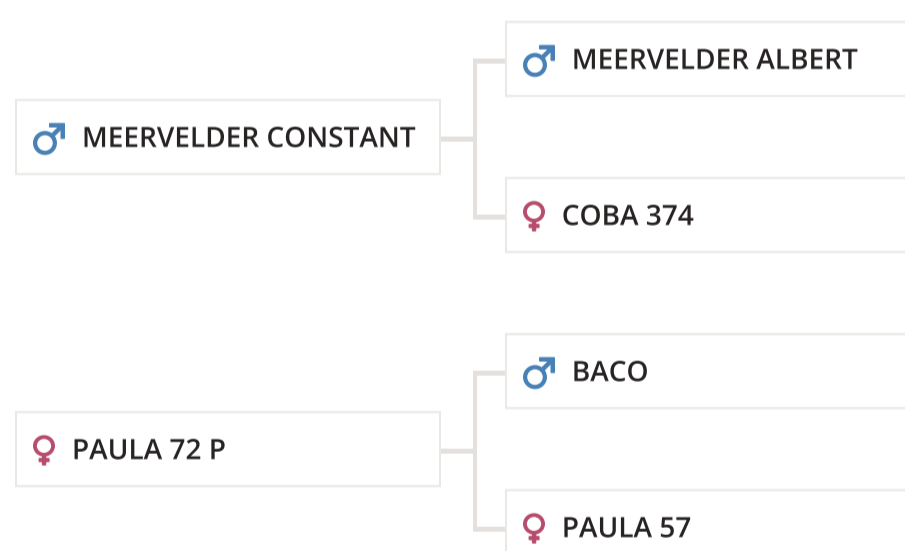 MEERVELDER ALBERT
MEERVELDER CONSTANT
COBA 374
BACO
PAULA 72 P
PAULA 57